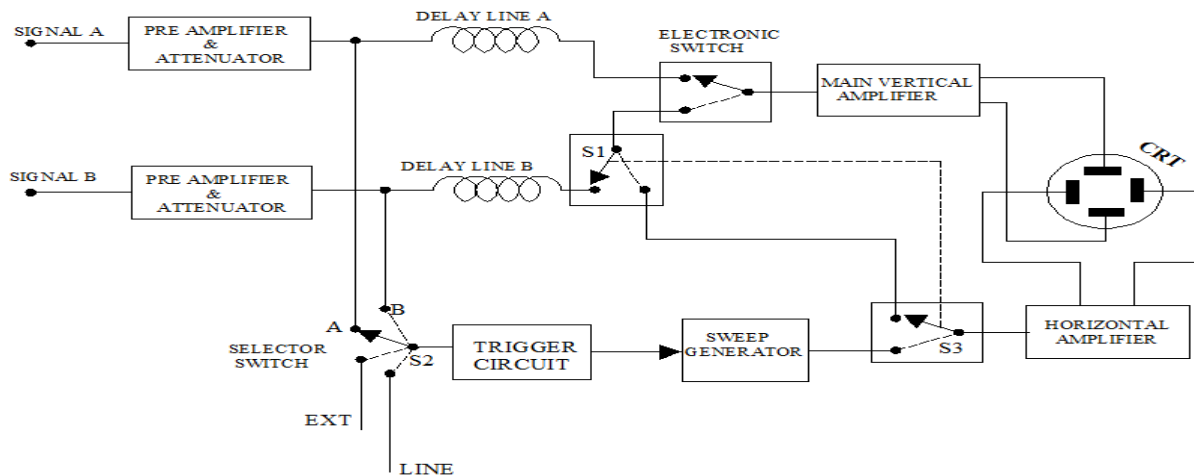 SIGNAL A
PRE AMPLIFIER
&
ATTENUATOR
DELAY LINE A
ELECTRONIC
SWITCH
MAIN VERTICAL
AMPLIFIER
CRT
SIGNAL B
PRE AMPLIFIER
&
ATTENUATOR
DELAY LINE B
S1
A
B
SELECTOR
SWITCH
S2
EXT
LINE
TRIGGER
CIRCUIT
SWEEP
GENERATOR
S3
HORIZONTAL
AMPLIFIER